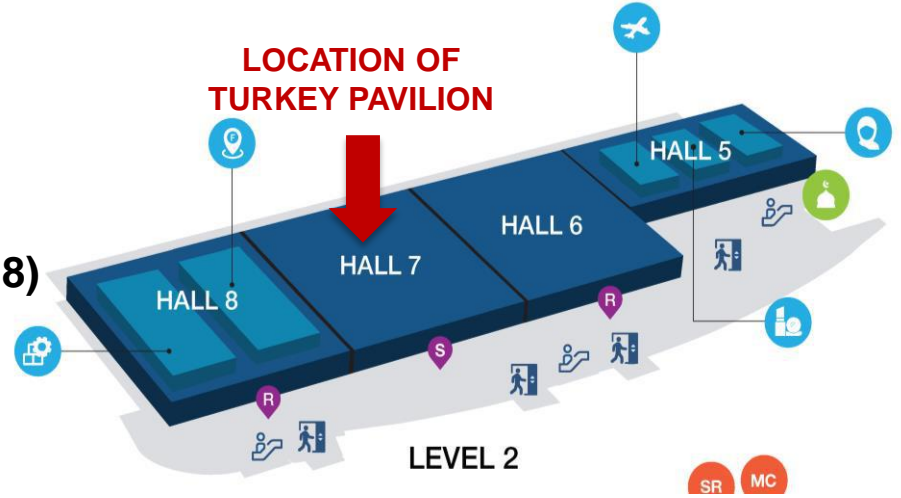 LOCATION OF
TURKEY PAVILION
F
HALL 5
HALL 6
8)
HALL 7
HALL 8
R
S
R
LEVEL 2
SR MC